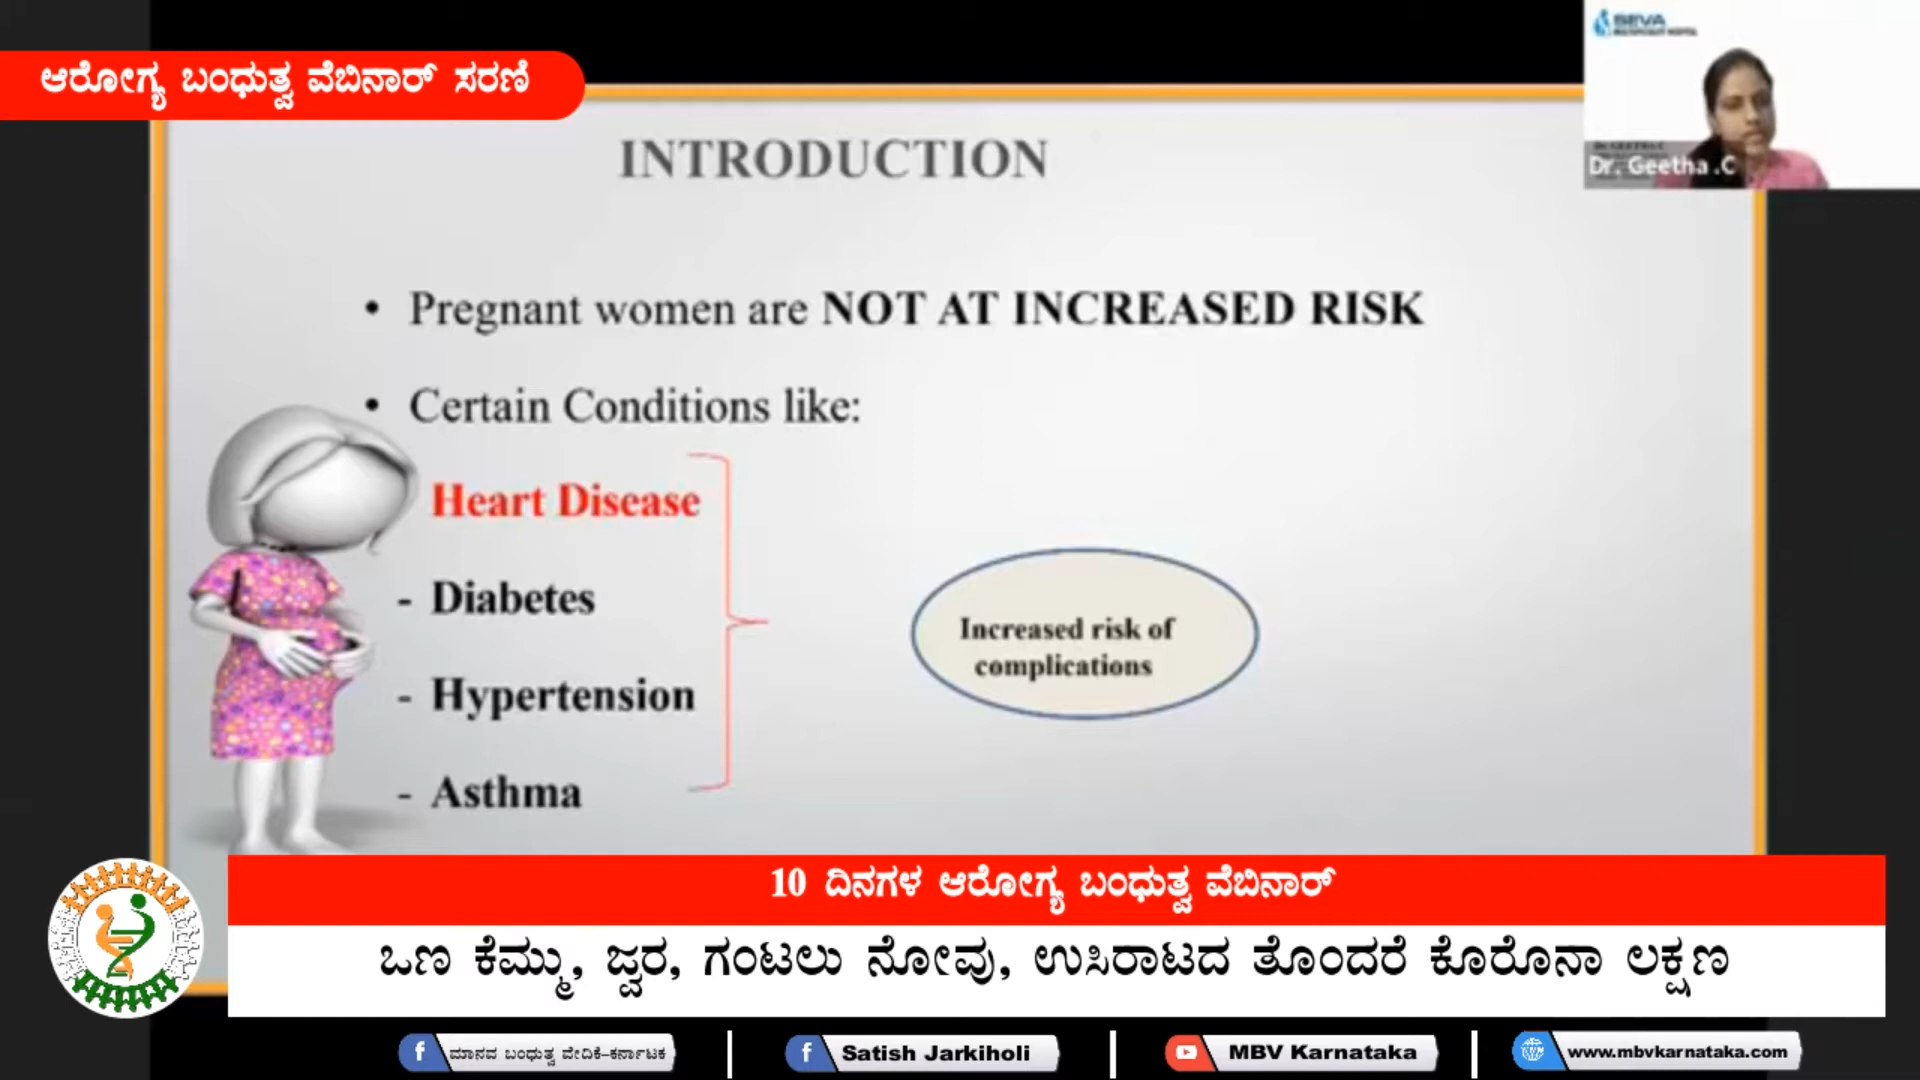 SEVA
ಆರೋಗ್ಯ ಬಂಧುತ್ವ ವೆಬಿನಾರ್ ಸರಣಿ
Dr. Geetha .C
INTRODUCTION
• Pregnant women are NOT AT INCREASED RISK
• Certain Conditions like:
Heart Disease
- Diabetes
- Hypertension
- Asthma
Increased risk of
complications
10 ದಿನಗಳ ಆರೋಗ್ಯ ಬಂಧುತ್ವ ವೆಬಿನಾರ್
ಒಣ ಕೆಮ್ಮು, ಜ್ವರ, ಗಂಟಲು ನೋವು, ಉಸಿರಾಟದ ತೊಂದರೆ ಕೊರೊನಾ ಲಕ್ಷಣ
ಮಾನವ ಬಂಧುತ್ವ ವೇದಿಕೆ-ಕರ್ನಾಟಕ
Satish Jarkiholi
MBV Karnataka
www.mbvkarnataka.com